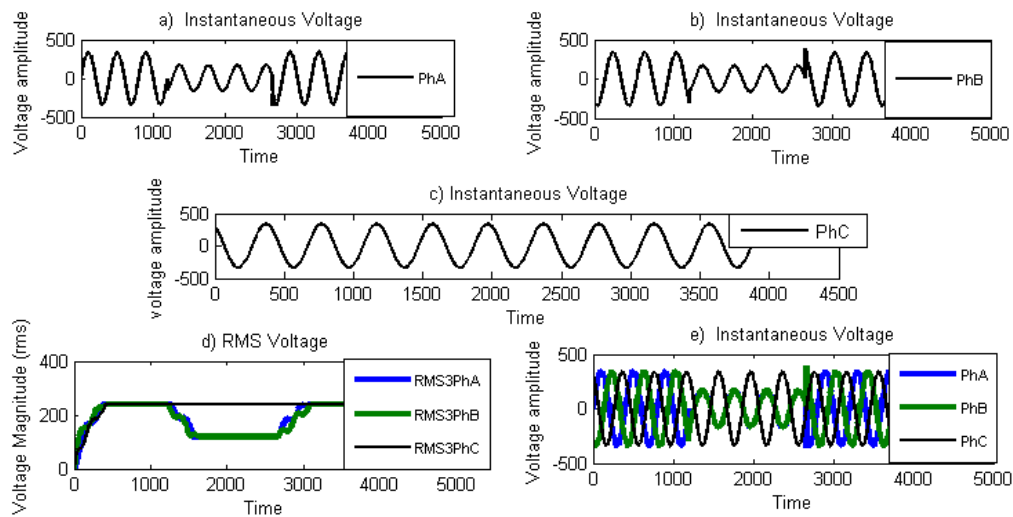 a) Instantaneous Voltage
Voltage amplitude
500
0
-500
PhA
0 1000 2000 3000 4000 5000
Time
b) Instantaneous Voltage
Voltage amplitude
500
0
-500
PhB
0 1000 2000 3000 4000 5000
Time
c) Instantaneous Voltage
voltage amplitude
500
0
-500
PhC
0 500 1000 1500 2000 2500 3000 3500 4000 4500
Time
d) RMS Voltage
Voltage Magnitude (rms)
400
200
0
RMS3PhA
RMS3PhB
RMS3PhC
0 1000 2000 3000 4000 5000
Time
e) Instantaneous Voltage
Voltage amplitude
500
0
-500
PhA
PhB
PhC
0 1000 2000 3000 4000 5000
Time